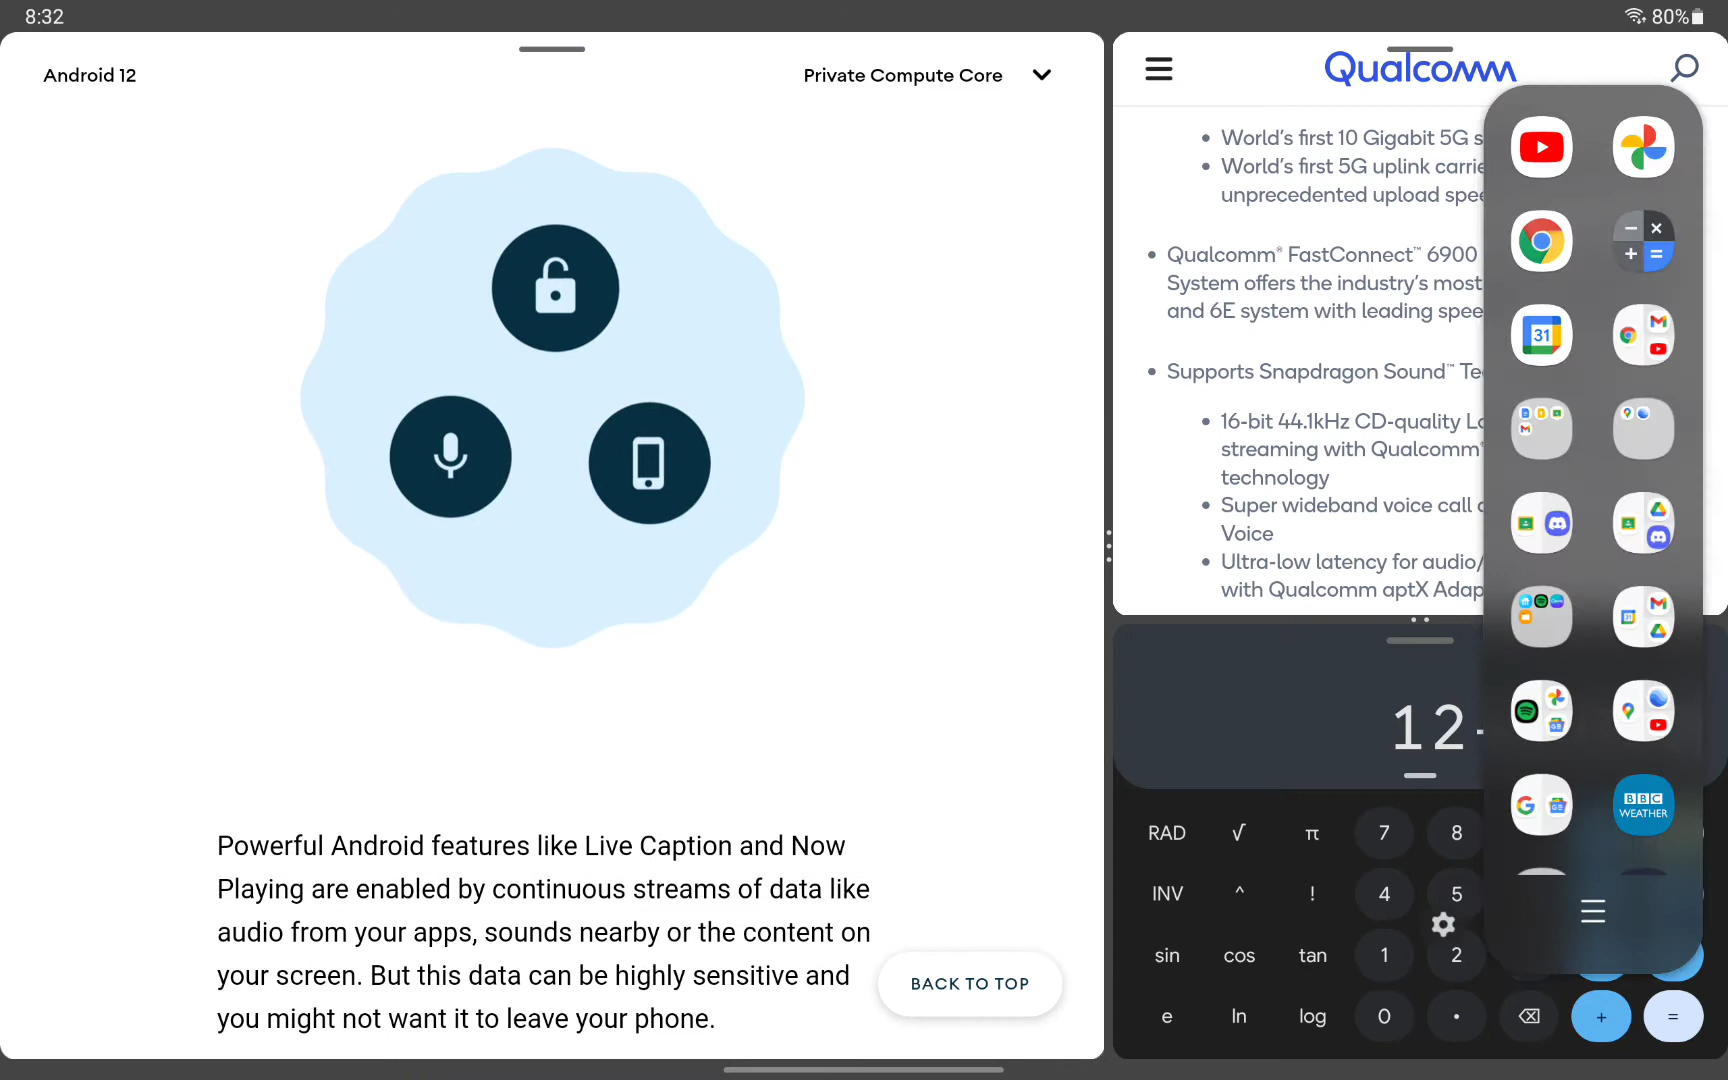 8:32
80%
Android 12
Private Compute Core
Powerful Android features like Live Caption and Now
Playing are enabled by continuous streams of data like
audio from your apps, sounds nearby or the content on
your screen. But this data can be highly sensitive and
you might not want it to leave your phone.
BACK TO TOP
Qualcomm
• World's first 10 Gigabit 5G s
• World's first 5G uplink carrie
unprecedented upload spee
• Qualcomm® FastConnect™ 6900
System offers the industry's most
and 6E system with leading spee
• Supports Snapdragon Sound™ Te
• 16-bit 44.1kHz CD-quality Lo
streaming with Qualcomm®
technology
• Super wideband voice call
Voice
• Ultra-low latency for audio/
with Qualcomm aptX Adap
− ×
+ =
31
BBC
WEATHER
12
RAD √ π 7 8
INV ^ ! 4 5
sin cos tan 1 2
e ln log 0 • + =